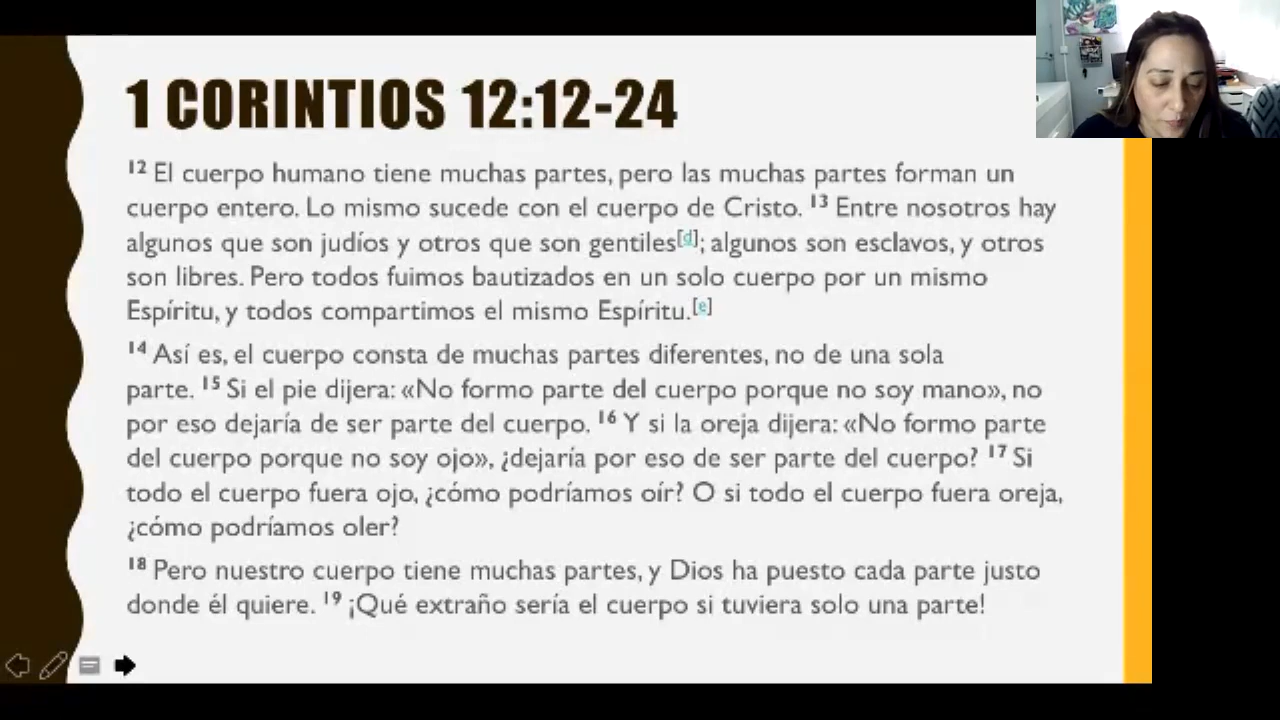 1 CORINTIOS 12:12-24
12 El cuerpo humano tiene muchas partes, pero las muchas partes forman un
cuerpo entero. Lo mismo sucede con el cuerpo de Cristo. 13 Entre nosotros hay
algunos que son judíos y otros que son gentiles[d]; algunos son esclavos, y otros
son libres. Pero todos fuimos bautizados en un solo cuerpo por un mismo
Espíritu, y todos compartimos el mismo Espíritu.[e]
14 Así es, el cuerpo consta de muchas partes diferentes, no de una sola
parte. 15 Si el pie dijera: «No formo parte del cuerpo porque no soy mano», no
por eso dejaría de ser parte del cuerpo. 16 Y si la oreja dijera: «No formo parte
del cuerpo porque no soy ojo», ¿dejaría por eso de ser parte del cuerpo? 17 Si
todo el cuerpo fuera ojo, ¿cómo podríamos oír? O si todo el cuerpo fuera oreja,
¿cómo podríamos oler?
18 Pero nuestro cuerpo tiene muchas partes, y Dios ha puesto cada parte justo
donde él quiere. 19 ¡Qué extraño sería el cuerpo si tuviera solo una parte!